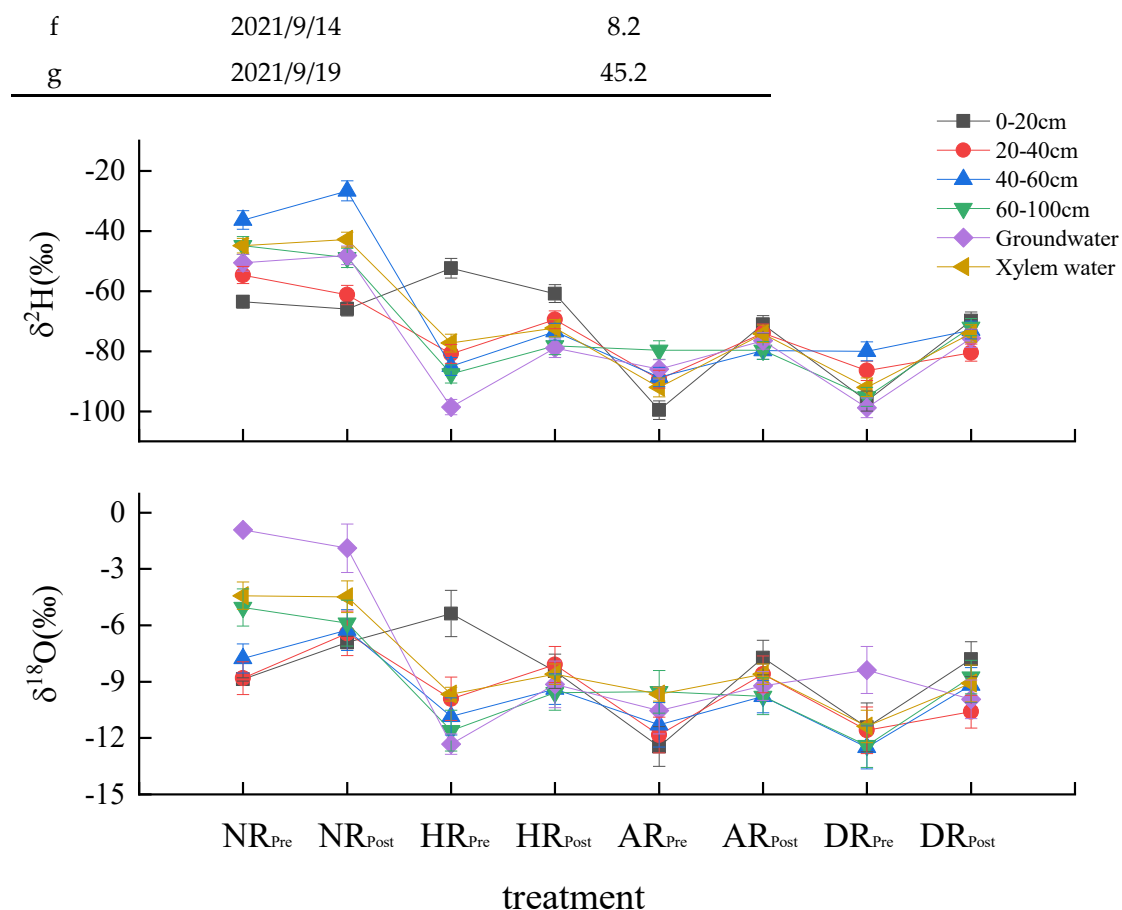 f 2021/9/14 8.2
g 2021/9/19 45.2
0-20cm
20-40cm
40-60cm
60-100cm
Groundwater
Xylem water
δ²H(‰)
-20
-40
-60
-80
-100
δ¹⁸O(‰)
0
-3
-6
-9
-12
-15
NRPre NRPost HRPre HRPost ARPre ARPost DRPre DRPost
treatment